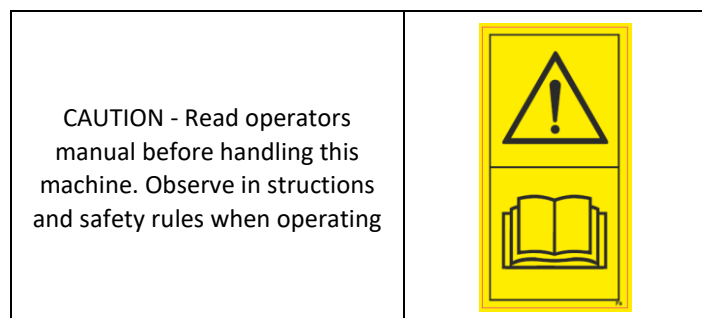 CAUTION - Read operators
manual before handling this
machine. Observe in structions
and safety rules when operating